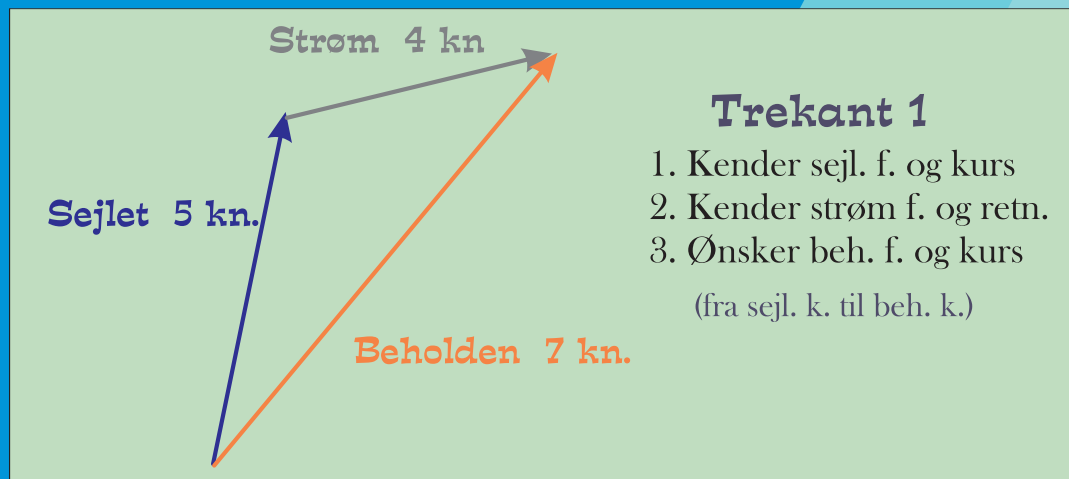 Strøm 4 kn
Sejlet 5 kn.
Beholden 7 kn.
Trekant 1
1. Kender sejl. f. og kurs
2. Kender strøm f. og retn.
3. Ønsker beh. f. og kurs
(fra sejl. k. til beh. k.)